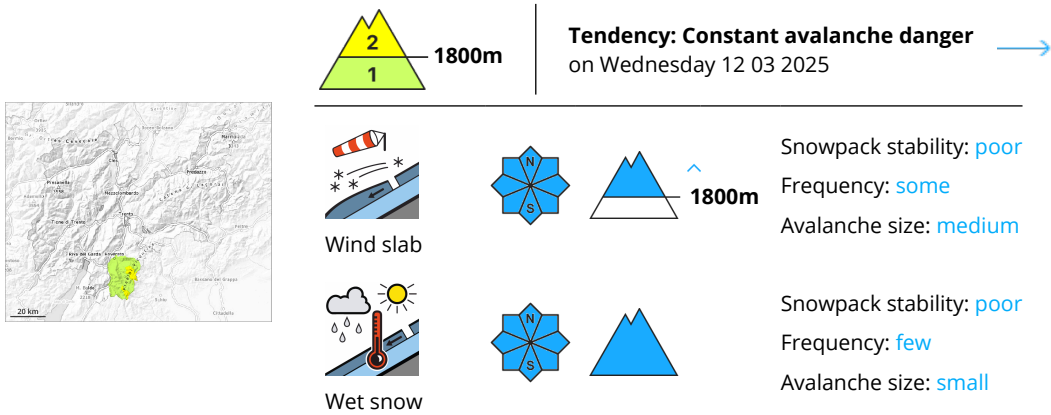 2
1
1800m
Tendency: Constant avalanche danger
on Wednesday 12 03 2025
Trento
20 km
N
S
Wind slab
1800m
Snowpack stability: poor
Frequency: some
Avalanche size: medium
N
S
Wet snow
Snowpack stability: poor
Frequency: few
Avalanche size: small